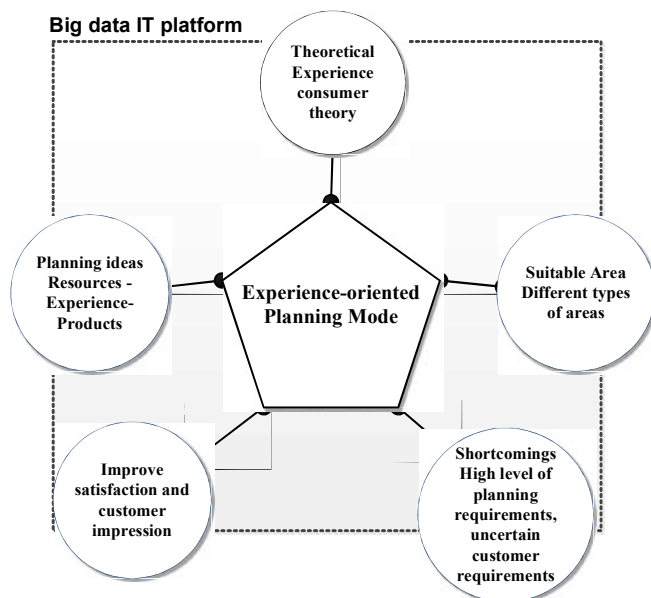 Big data IT platform
Theoretical
Experience
consumer
theory
Planning ideas
Resources -
Experience-
Products
Experience-oriented
Planning Mode
Suitable Area
Different types
of areas
Improve
satisfaction and
customer
impression
Shortcomings
High level of
planning
requirements,
uncertain
customer
requirements